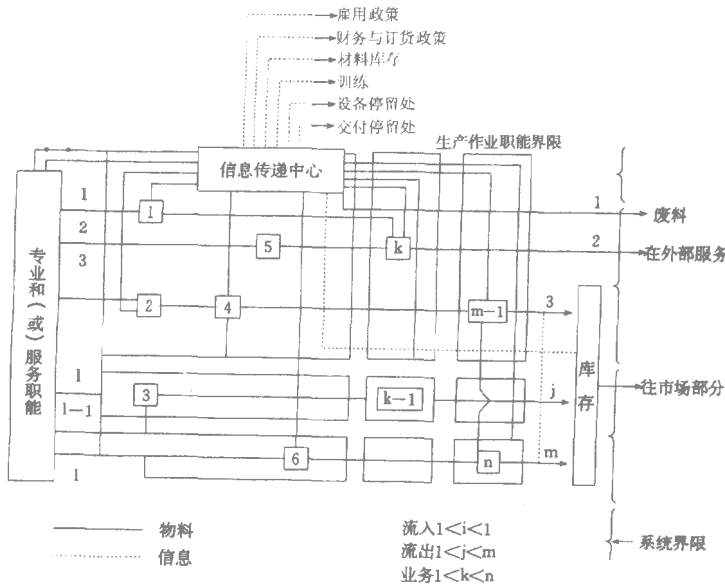 雇用政策
财务与订货政策
材料库存
训练
设备停留处
交付停留处
生产作业职能界限
信息传递中心
1
1
1
废料
2
5
k
2
在外部服务
3
专业和(或)服务职能
2
4
m-1
3
库存
1
3
k-1
j
往市场部分
1-1
6
n
m
1
物料
信息
流入1<i<1
流出1<j<m
业务1<k<n
系统界限